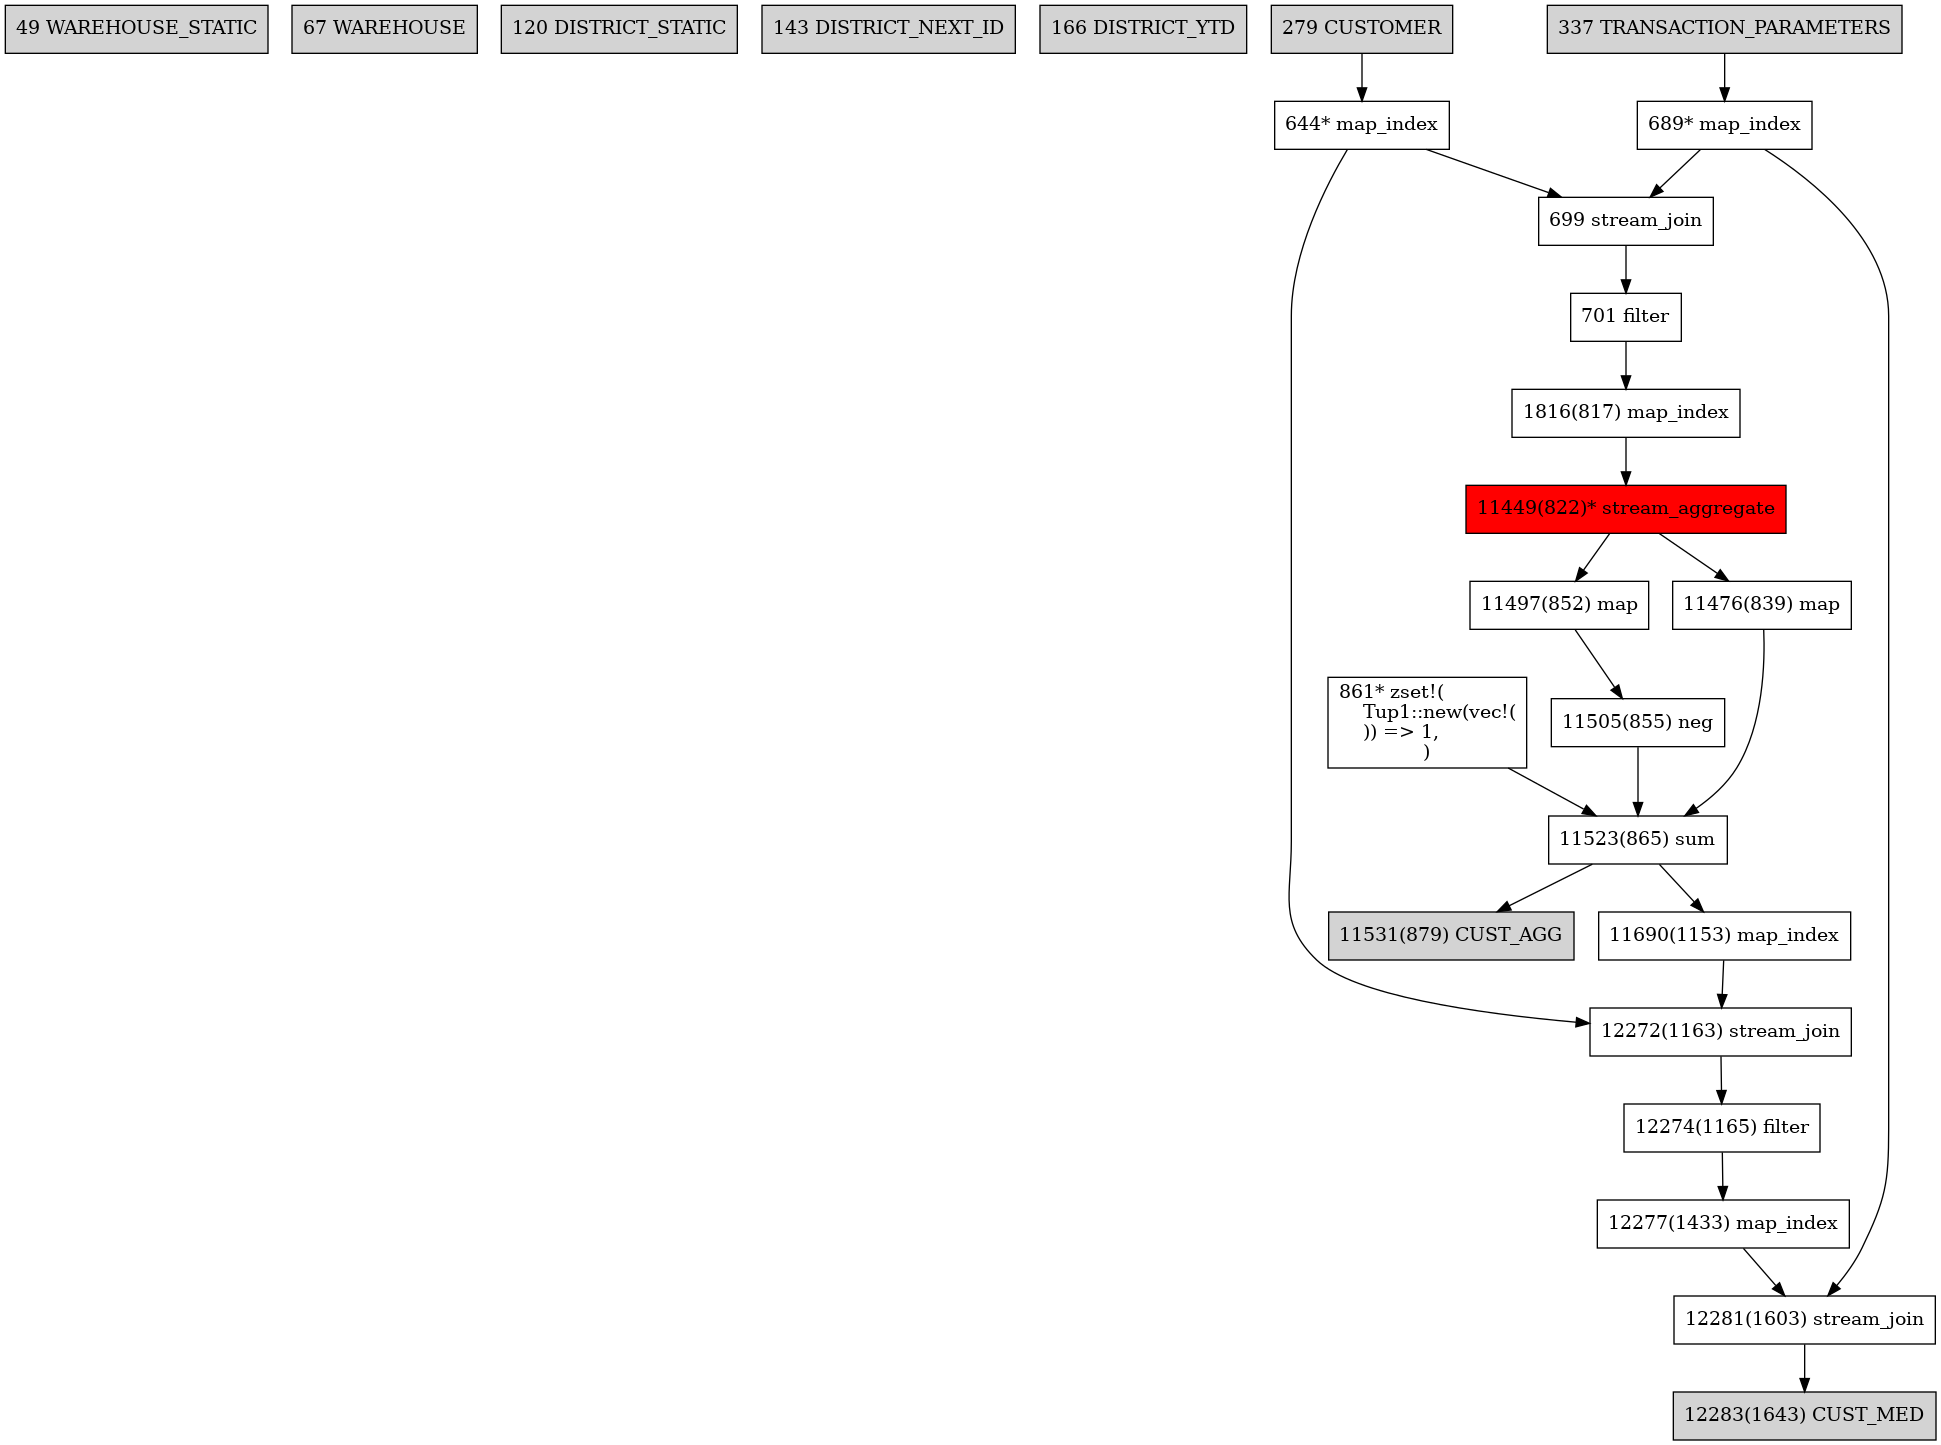 49 WAREHOUSE_STATIC
67 WAREHOUSE
120 DISTRICT_STATIC
143 DISTRICT_NEXT_ID
166 DISTRICT_YTD
279 CUSTOMER
337 TRANSACTION_PARAMETERS
644* map_index
689* map_index
699 stream_join
701 filter
1816(817) map_index
11449(822)* stream_aggregate
11497(852) map
11476(839) map
861* zset!(
Tup1::new(vec!(
)) => 1,
)
11505(855) neg
11523(865) sum
11531(879) CUST_AGG
11690(1153) map_index
12272(1163) stream_join
12274(1165) filter
12277(1433) map_index
12281(1603) stream_join
12283(1643) CUST_MED